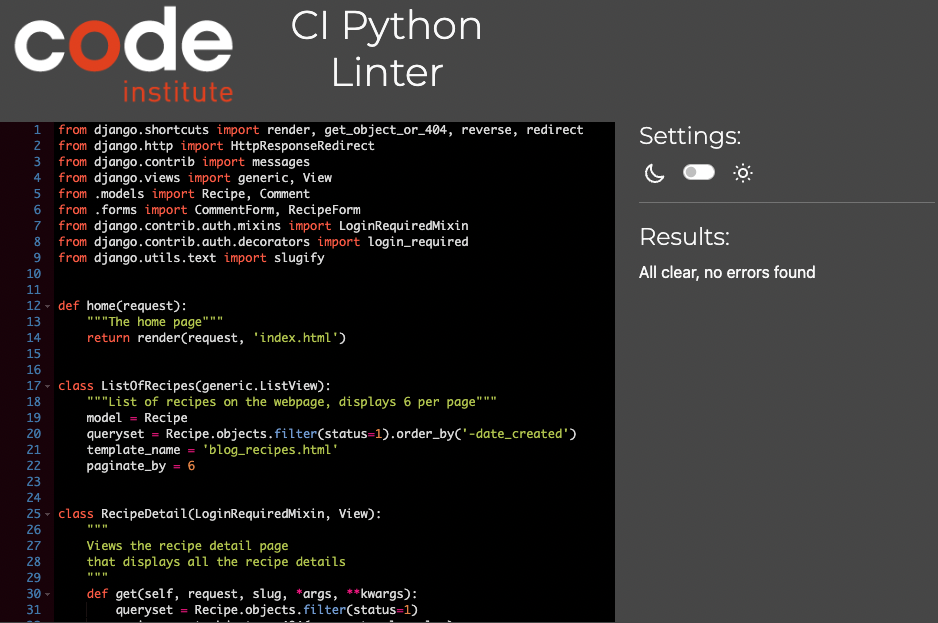 code
institute
CI Python
Linter
1 from django.shortcuts import render, get_object_or_404, reverse, redirect
2 from django.http import HttpResponseRedirect
3 from django.contrib import messages
4 from django.views import generic, View
5 from .models import Recipe, Comment
6 from .forms import CommentForm, RecipeForm
7 from django.contrib.auth.mixins import LoginRequiredMixin
8 from django.contrib.auth.decorators import login_required
9 from django.utils.text import slugify
10
11
12 def home(request):
13     """The home page"""
14     return render(request, 'index.html')
15
16
17 class ListOfRecipes(generic.ListView):
18     """List of recipes on the webpage, displays 6 per page"""
19     model = Recipe
20     queryset = Recipe.objects.filter(status=1).order_by('-date_created')
21     template_name = 'blog_recipes.html'
22     paginate_by = 6
23
24
25 class RecipeDetail(LoginRequiredMixin, View):
26     """
27     Views the recipe detail page
28     that displays all the recipe details
29     """
30     def get(self, request, slug, *args, **kwargs):
31         queryset = Recipe.objects.filter(status=1)
Settings:
Results:
All clear, no errors found